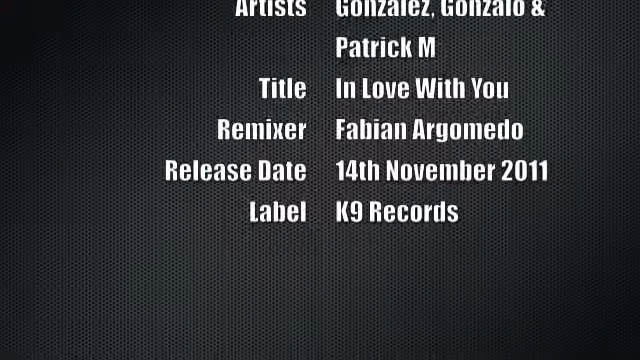 Artists Gonzalez, Gonzalo &
Patrick M
Title In Love With You
Remixer Fabian Argomedo
Release Date 14th November 2011
Label K9 Records